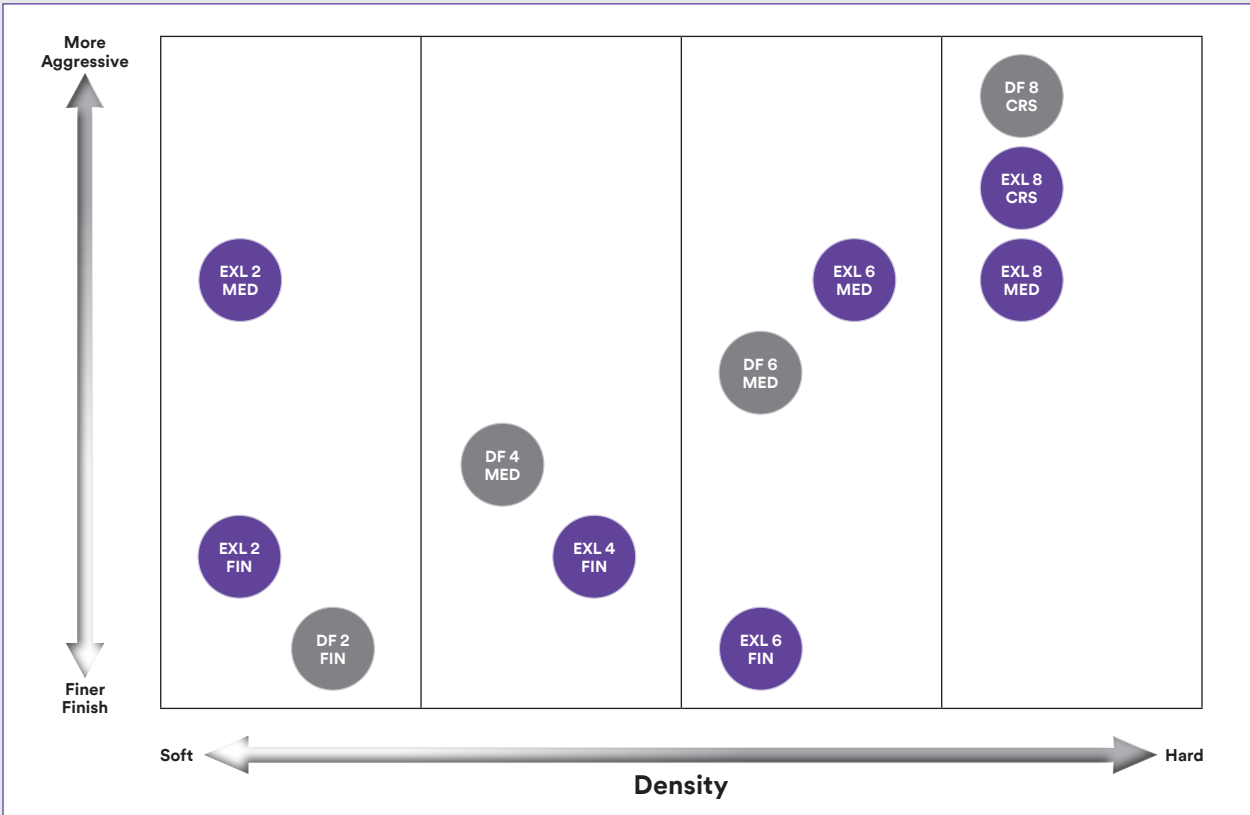 More
Aggressive
DF 8
CRS
EXL 8
CRS
EXL 2
MED
EXL 6
MED
EXL 8
MED
DF 6
MED
DF 4
MED
EXL 2
FIN
EXL 4
FIN
DF 2
FIN
EXL 6
FIN
Finer
Finish
Soft
Hard
Density